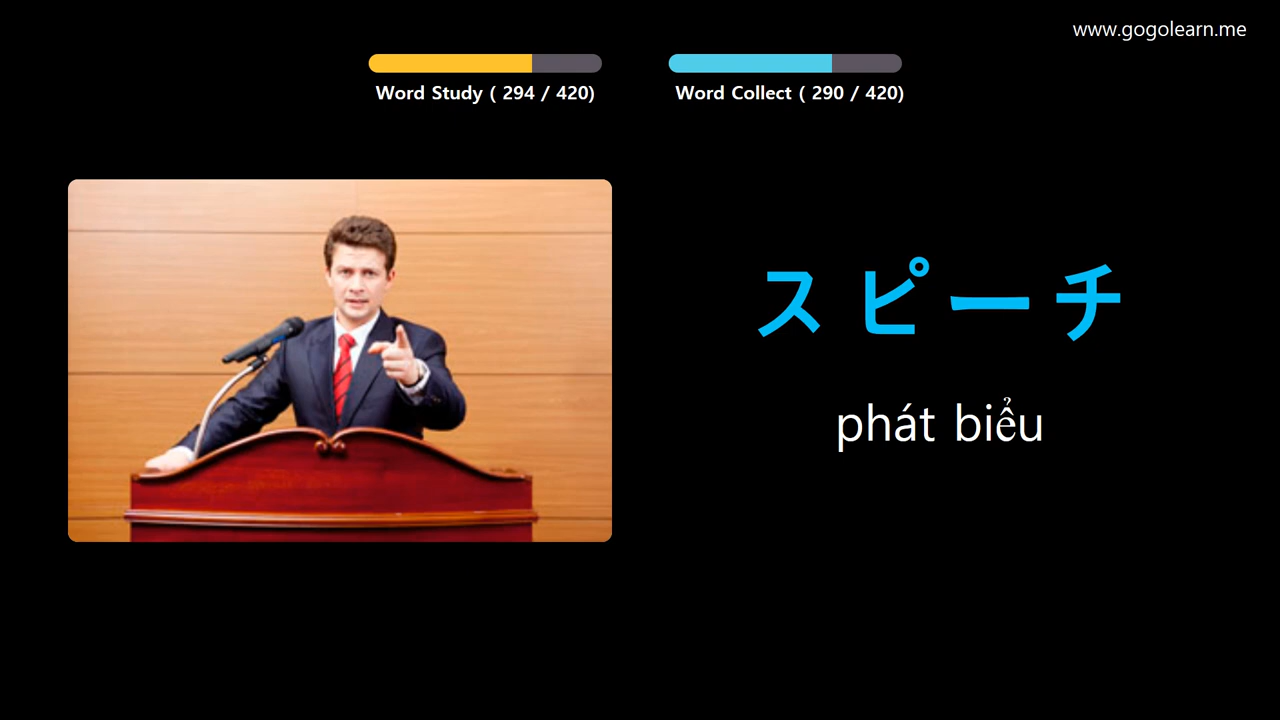 www.gogolearn.me
Word Study ( 294 / 420)
Word Collect ( 290 / 420)
スピーチ
phát biểu